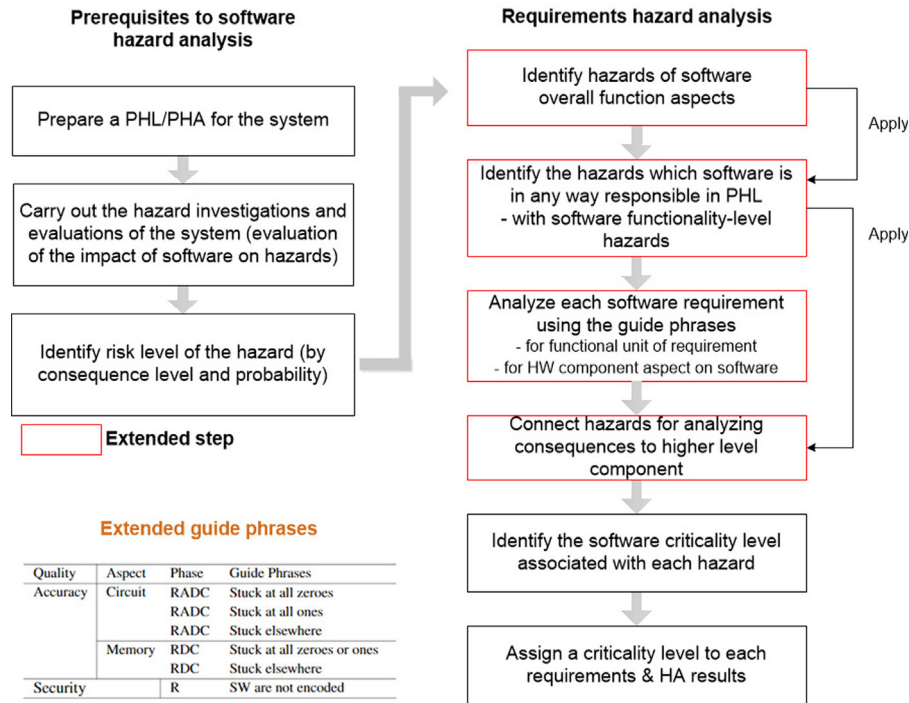 Prerequisites to software
hazard analysis
Prepare a PHL/PHA for the system
Carry out the hazard investigations and
evaluations of the system (evaluation
of the impact of software on hazards)
Identify risk level of the hazard (by
consequence level and probability)
Extended step
Extended guide phrases
Quality Aspect Phase Guide Phrases
Accuracy Circuit RADC Stuck at all zeroes
RADC Stuck at all ones
RADC Stuck elsewhere
Memory RDC Stuck at all zeroes or ones
RDC Stuck elsewhere
Security R SW are not encoded
Requirements hazard analysis
Identify hazards of software
overall function aspects
Apply
Identify the hazards which software is
in any way responsible in PHL
- with software functionality-level
hazards
Apply
Analyze each software requirement
using the guide phrases
- for functional unit of requirement
- for HW component aspect on software
Connect hazards for analyzing
consequences to higher level
component
Identify the software criticality level
associated with each hazard
Assign a criticality level to each
requirements & HA results